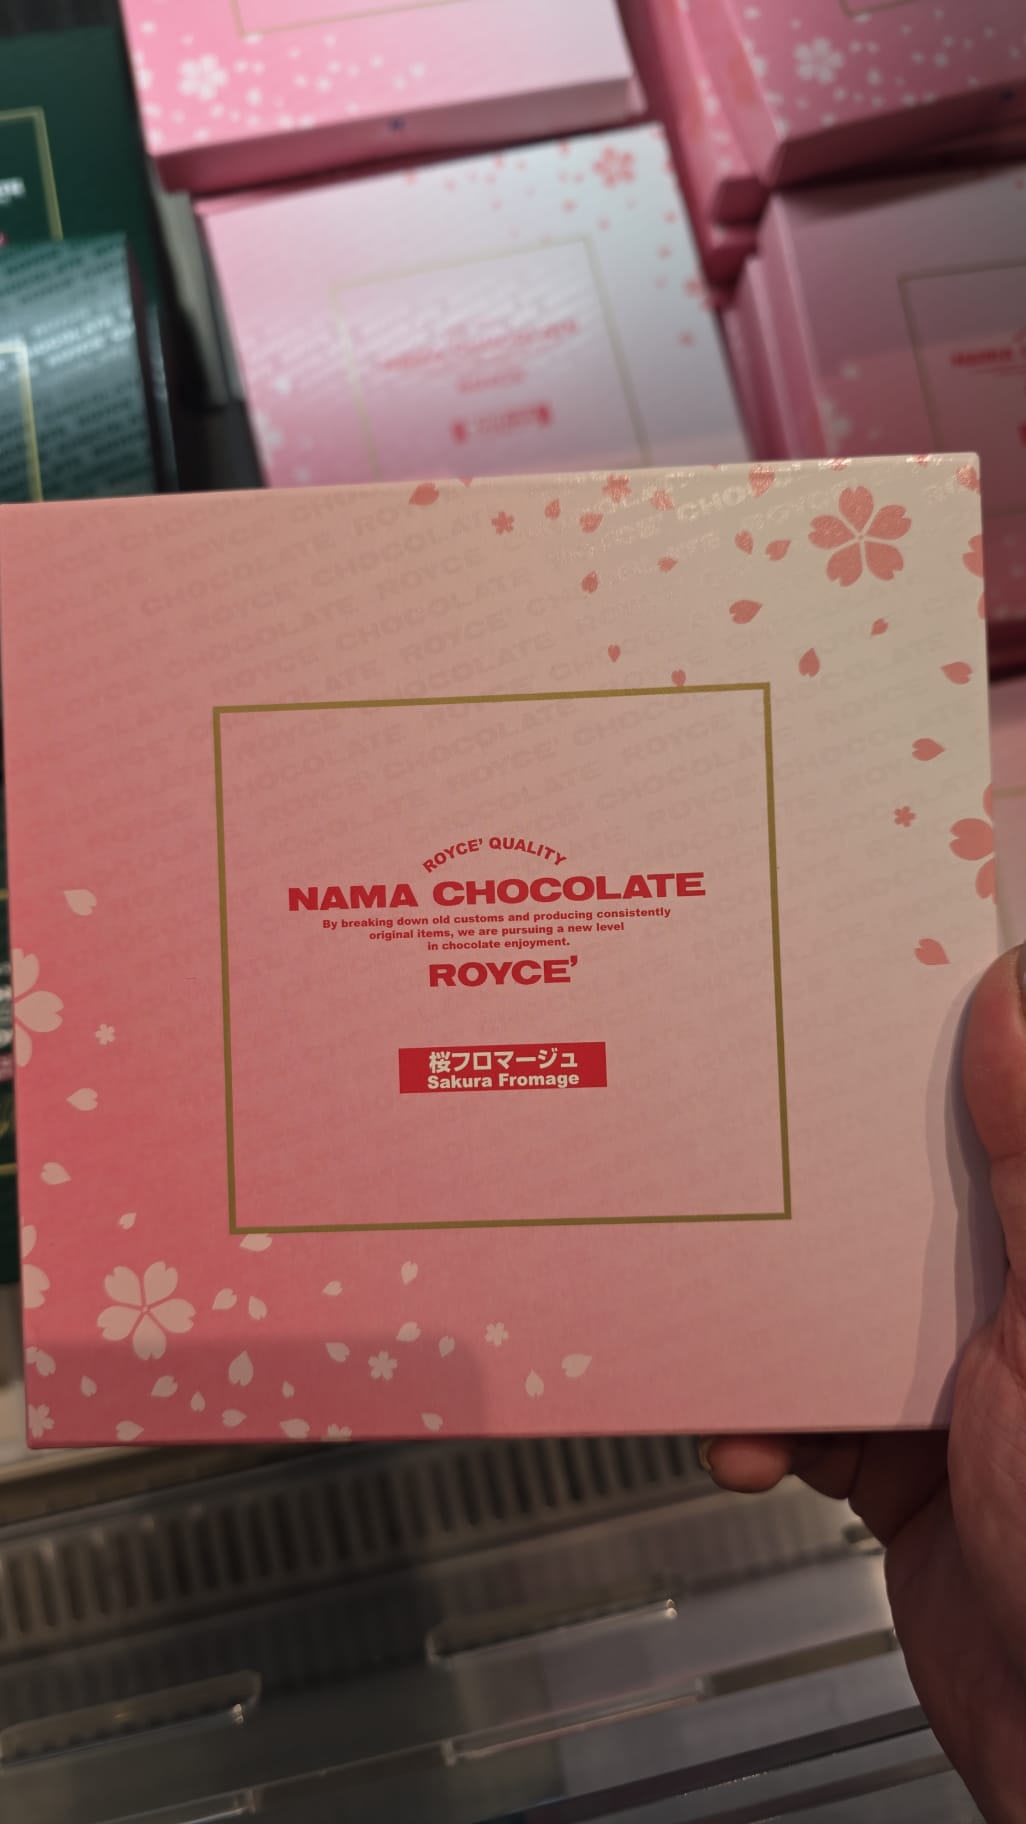 ROYCE' QUALITY
NAMA CHOCOLATE
By breaking down old customs and producing consistently
original items, we are pursuing a new level
in chocolate enjoyment.
ROYCE'
桜フロマージュ
Sakura Fromage
NAMA